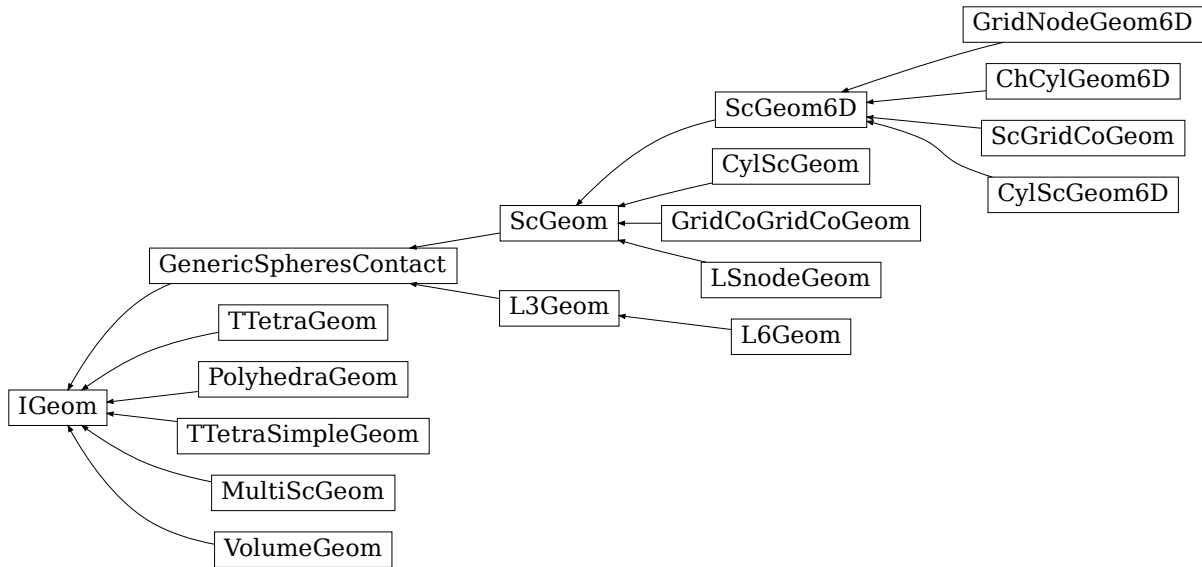 GridNodeGeom6D
ChCylGeom6D
ScGeom6D
ScGridCoGeom
CylScGeom
CylScGeom6D
ScGeom
GridCoGridCoGeom
GenericSpheresContact
LSnodeGeom
L3Geom
TTetraGeom
L6Geom
PolyhedraGeom
IGeom
TTetraSimpleGeom
MultiScGeom
VolumeGeom